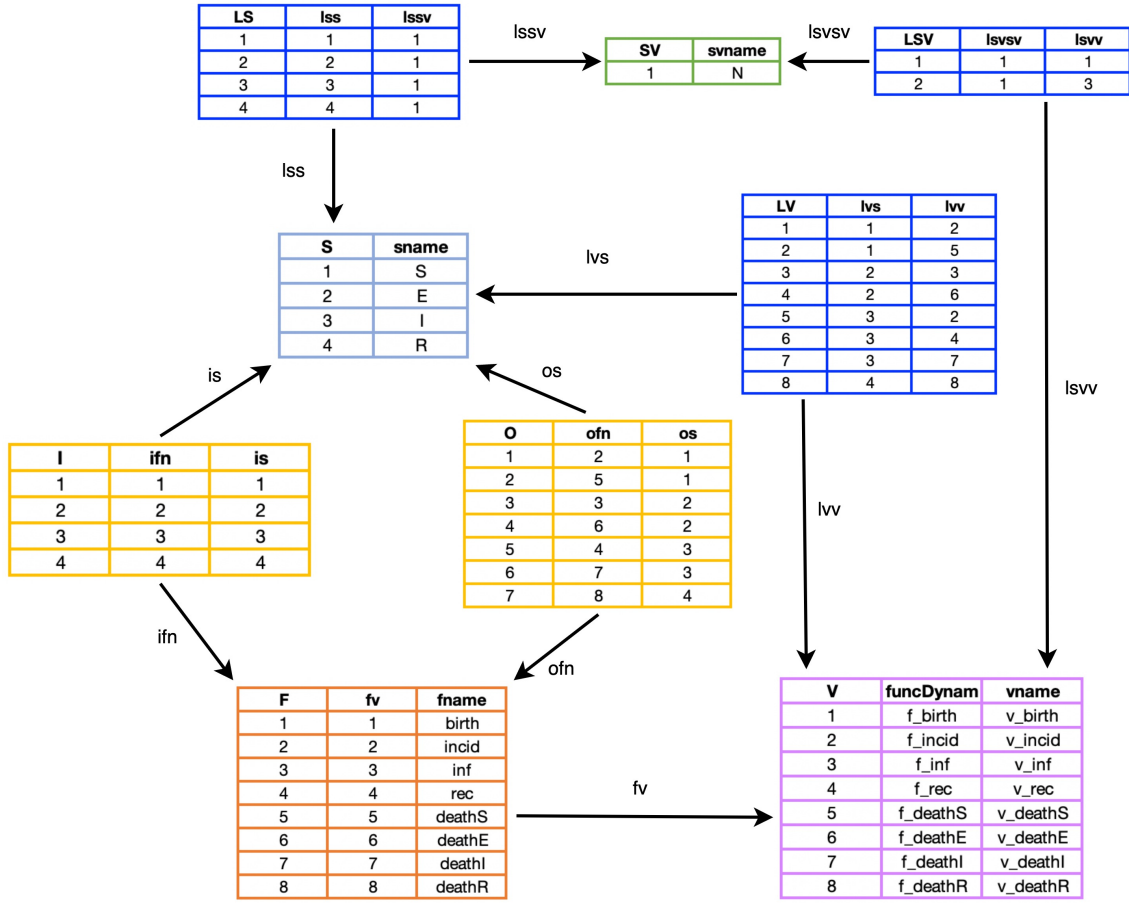 LS lss lssv
1 1 1
2 2 1
3 3 1
4 4 1
lssv
SV svname
1 N
lsvsv
LSV lsvsv lsvv
1 1 1
2 1 3
lss
S sname
1 S
2 E
3 I
4 R
lvs
LV lvs lvv
1 1 2
2 1 5
3 2 3
4 2 6
5 3 2
6 3 4
7 3 7
8 4 8
lsvv
is
os
I ifn is
1 1 1
2 2 2
3 3 3
4 4 4
O ofn os
1 2 1
2 5 1
3 3 2
4 6 2
5 4 3
6 7 3
7 8 4
lvv
ifn
ofn
F fv fname
1 1 birth
2 2 incid
3 3 inf
4 4 rec
5 5 deathS
6 6 deathE
7 7 deathI
8 8 deathR
fv
V funcDynam vname
1 f_birth v_birth
2 f_incid v_incid
3 f_inf v_inf
4 f_rec v_rec
5 f_deathS v_deathS
6 f_deathE v_deathE
7 f_deathI v_deathI
8 f_deathR v_deathR